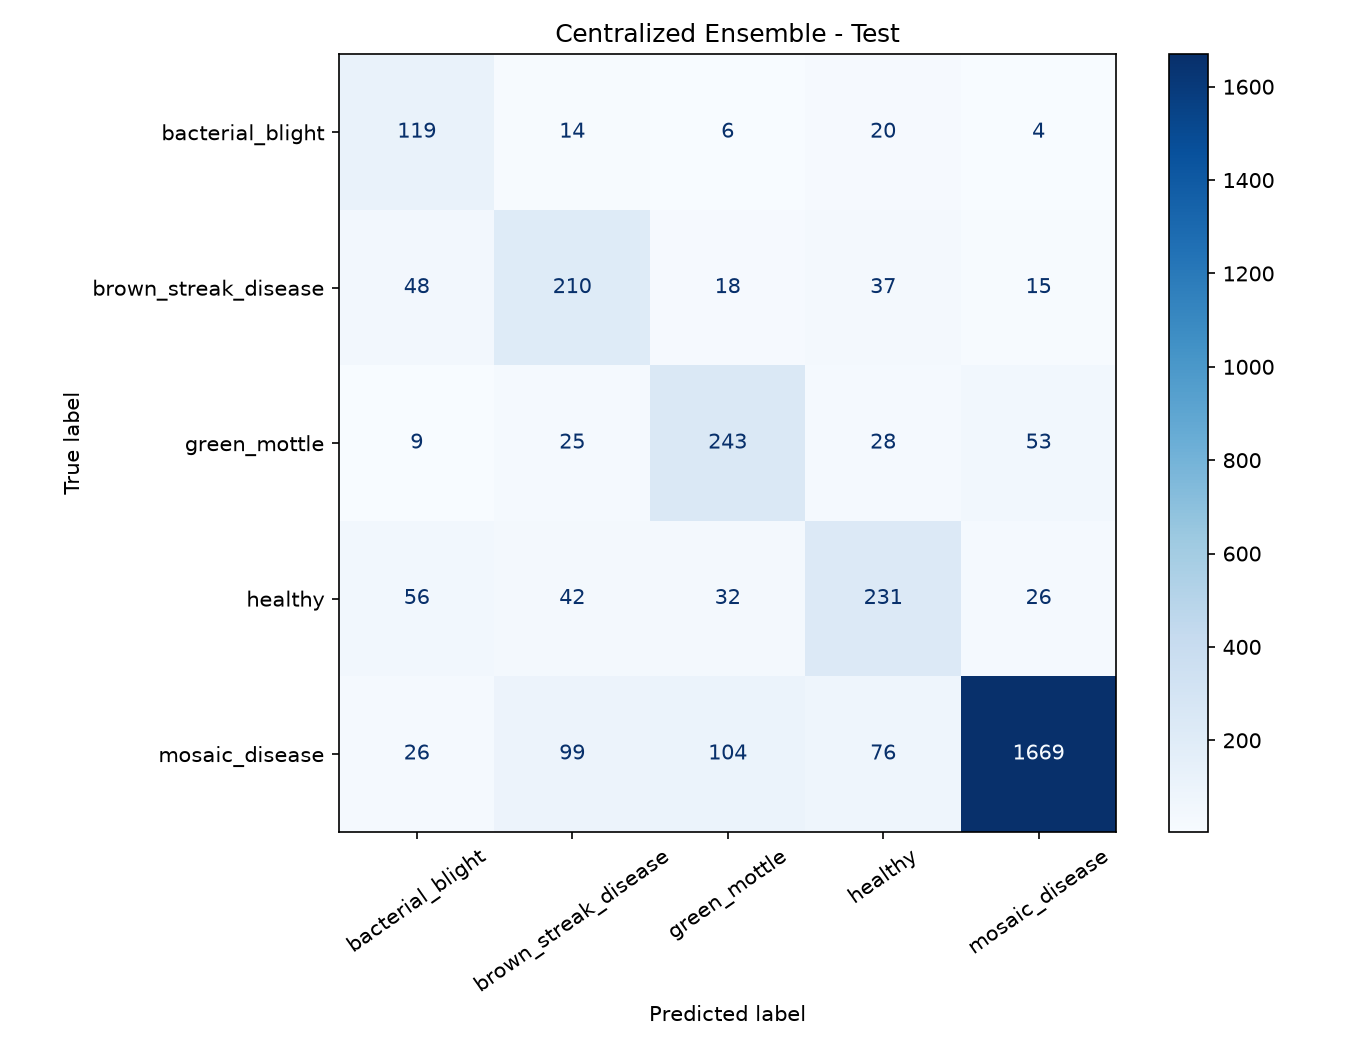 Centralized Ensemble - Test
bacterial_blight 119 14 6 20 4
brown_streak_disease 48 210 18 37 15
green_mottle 9 25 243 28 53
healthy 56 42 32 231 26
mosaic_disease 26 99 104 76 1669
True label
bacterial_blight brown_streak_disease green_mottle healthy mosaic_disease
Predicted label
1600
1400
1200
1000
800
600
400
200